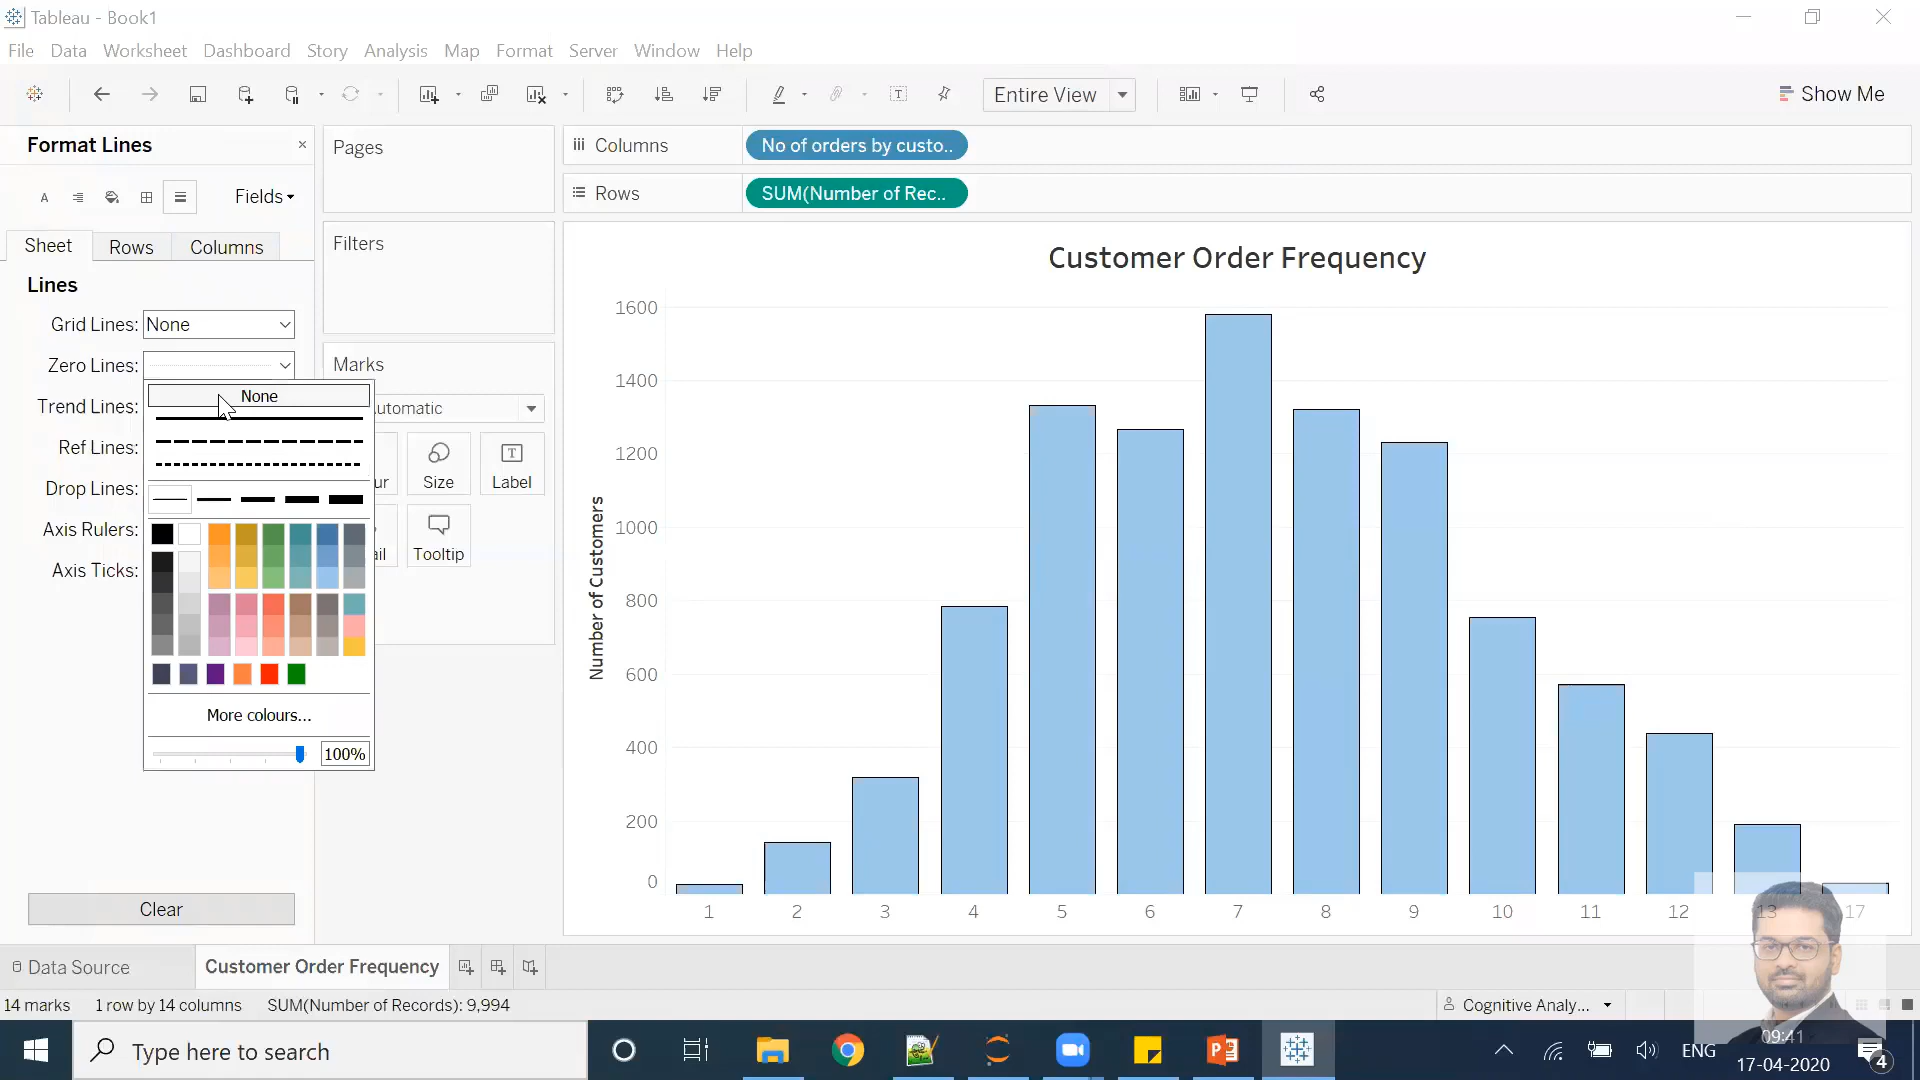 Tableau - Book1
File Data Worksheet Dashboard Story Analysis Map Format Server Window Help
Entire View
Show Me
Format Lines
Fields
Sheet Rows Columns
Lines
Grid Lines: None
Zero Lines:
None
Trend Lines:
Ref Lines:
Drop Lines:
Axis Rulers:
Axis Ticks:
More colours...
100%
Clear
Pages
Filters
Marks
utomatic
ur
Size
Label
ail
Tooltip
Columns
No of orders by custo..
Rows
SUM(Number of Rec..
Customer Order Frequency
Number of Customers
1600
1400
1200
1000
800
600
400
200
0
1 2 3 4 5 6 7 8 9 10 11 12 13 17
Data Source
Customer Order Frequency
14 marks 1 row by 14 columns SUM(Number of Records): 9,994
Cognitive Analy...
Type here to search
ENG
09:41
17-04-2020
4